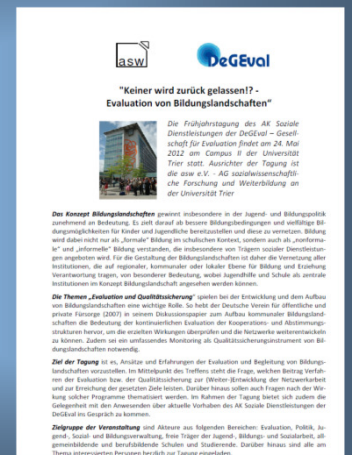 asw
DeGEval
"Keiner wird zurück gelassen!? -
Evaluation von Bildungslandschaften"
Die Frühjahrstagung des AK Soziale
Dienstleistungen der DeGEval – Gesell-
schaft für Evaluation findet am 24. Mai
2012 am Campus II der Universität
Trier statt. Ausrichter der Tagung ist
die asw e.V. - AG sozialwissenschaftli-
che Forschung und Weiterbildung an
der Universität Trier
Das Konzept Bildungslandschaften gewinnt insbesondere in der Jugend- und Bildungspolitik
zunehmend an Bedeutung. Es zielt darauf ab bessere Bildungsbedingungen und vielfältige Bil-
dungsmöglichkeiten für Kinder und Jugendliche bereitzustellen und diese zu vernetzen. Bildung
wird dabei nicht nur als „formale" Bildung im schulischen Kontext, sondern auch als „nonforma-
le" und „informelle" Bildung verstanden, die insbesondere von Trägern sozialer Dienstleistun-
gen angeboten wird. Für die Gestaltung der Bildungslandschaften ist daher die Vernetzung aller
Institutionen, die auf regionaler, kommunaler oder lokaler Ebene für Bildung und Erziehung
Verantwortung tragen, von besonderer Bedeutung, wobei Jugendhilfe und Schule als zentrale
Institutionen im Konzept Bildungslandschaft angesehen werden können.
Die Themen „Evaluation und Qualitätssicherung" spielen bei der Entwicklung und dem Aufbau
von Bildungslandschaften eine wichtige Rolle. So hebt der Deutsche Verein für öffentliche und
private Fürsorge (2007) in seinem Diskussionspapier zum Aufbau kommunaler Bildungsland-
schaften die Bedeutung der kontinuierlichen Evaluation der Kooperations- und Abstimmungs-
strukturen hervor, um die erzielten Wirkungen überprüfen und die Netzwerke weiterentwickeln
zu können. Zudem sei ein umfassendes Monitoring als Qualitätssicherungsinstrument von Bil-
dungslandschaften notwendig.
Ziel der Tagung ist es, Ansätze und Erfahrungen der Evaluation und Begleitung von Bildungs-
landschaften vorzustellen. Im Mittelpunkt des Treffens steht die Frage, welchen Beitrag Verfah-
ren der Evaluation bzw. der Qualitätssicherung zur (Weiter-)Entwicklung der Netzwerkarbeit
und zur Erreichung der gesetzten Ziele leisten. Darüber hinaus sollen auch Fragen nach der Wir-
kung solcher Programme thematisiert werden. Im Rahmen der Tagung bietet sich zudem die
Gelegenheit mit den Anwesenden über aktuelle Vorhaben des AK Soziale Dienstleistungen der
DeGEval ins Gespräch zu kommen.
Zielgruppe der Veranstaltung sind Akteure aus folgenden Bereichen: Evaluation, Politik, Ju-
gend-, Sozial- und Bildungsverwaltung, freie Träger der Jugend-, Bildungs- und Sozialarbeit, all-
gemeinbildende und berufsbildende Schulen und Studierende. Darüber hinaus sind alle am
Thema interessierten Personen herzlich zur Tagung eingeladen.